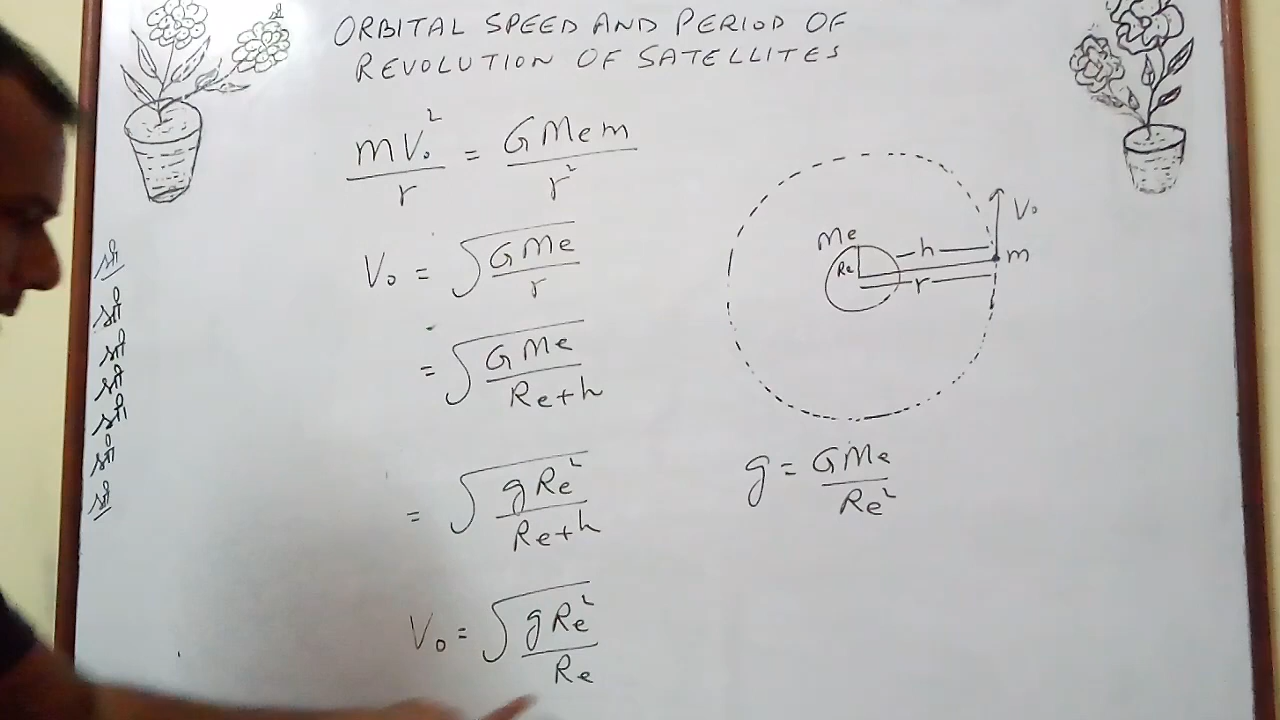 ORBITAL SPEED AND PERIOD OF
REVOLUTION OF SATELLITES
mV₀²/r = GMem/r²
V₀ = √(GMe/r)
= √(GMe/(Re+h))
= √(gRe²/(Re+h))
V₀ = √(gRe²/Re)
Me
Re
h
r
V₀
m
g = GMe/Re²
श्री
श्री
श्री
श्री
श्री
श्री
श्री